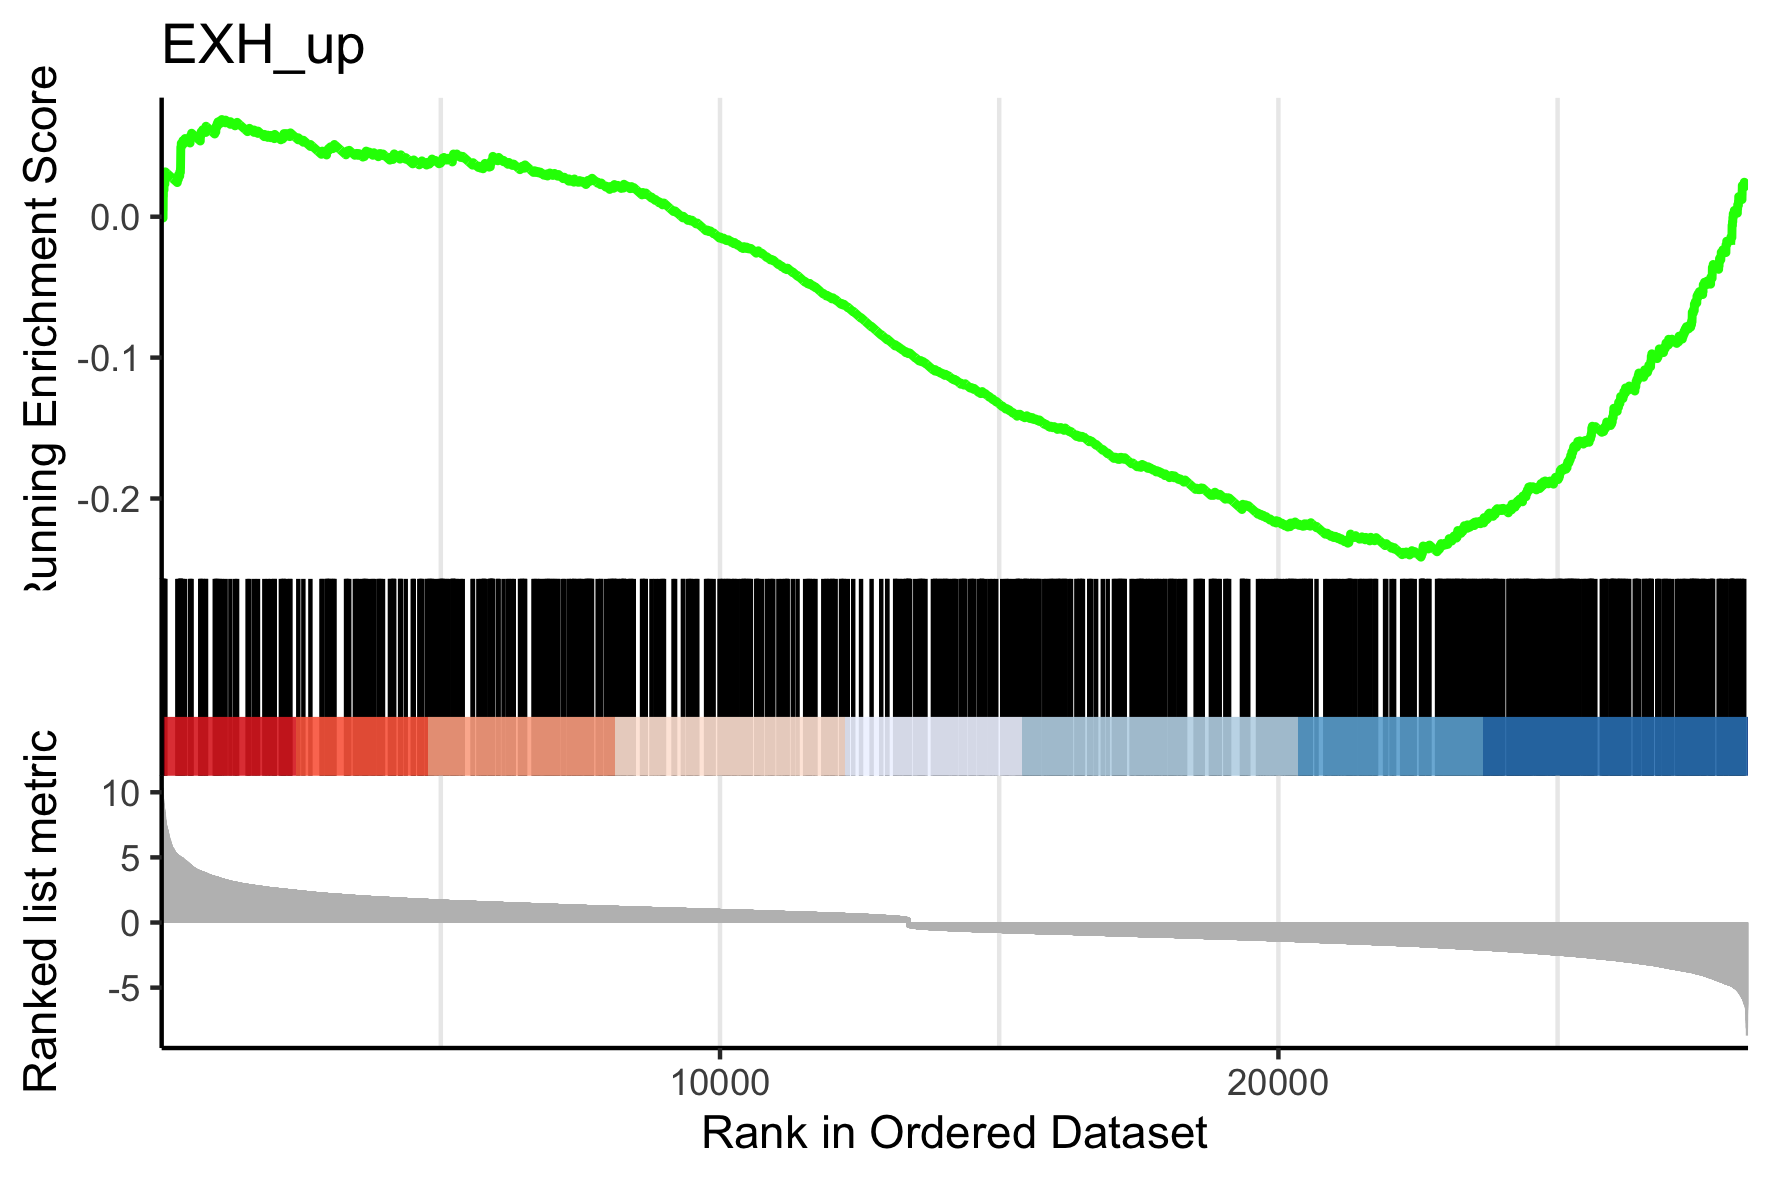 EXH_up
Running Enrichment Score
0.0
-0.1
-0.2
Ranked list metric
10
5
0
-5
10000
20000
Rank in Ordered Dataset